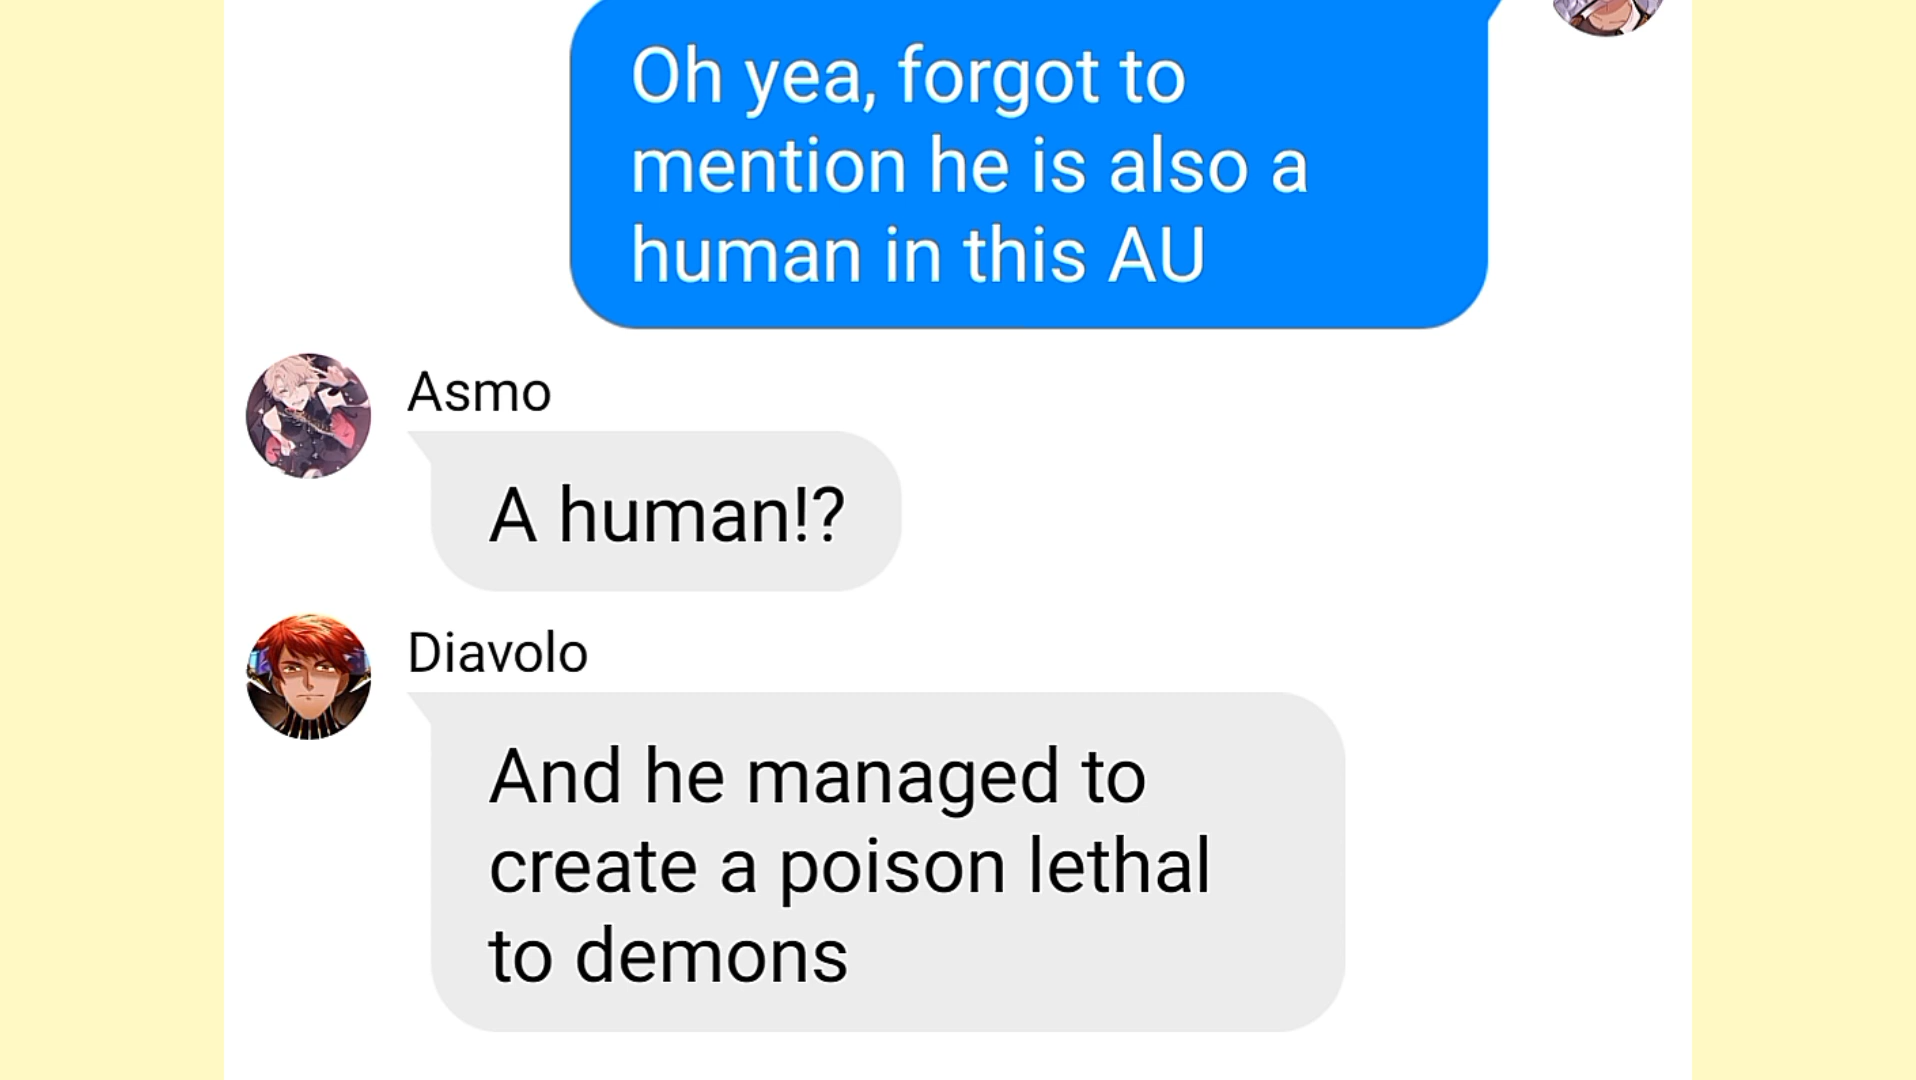 Oh yea, forgot to
mention he is also a
human in this AU
Asmo
A human!?
Diavolo
And he managed to
create a poison lethal
to demons